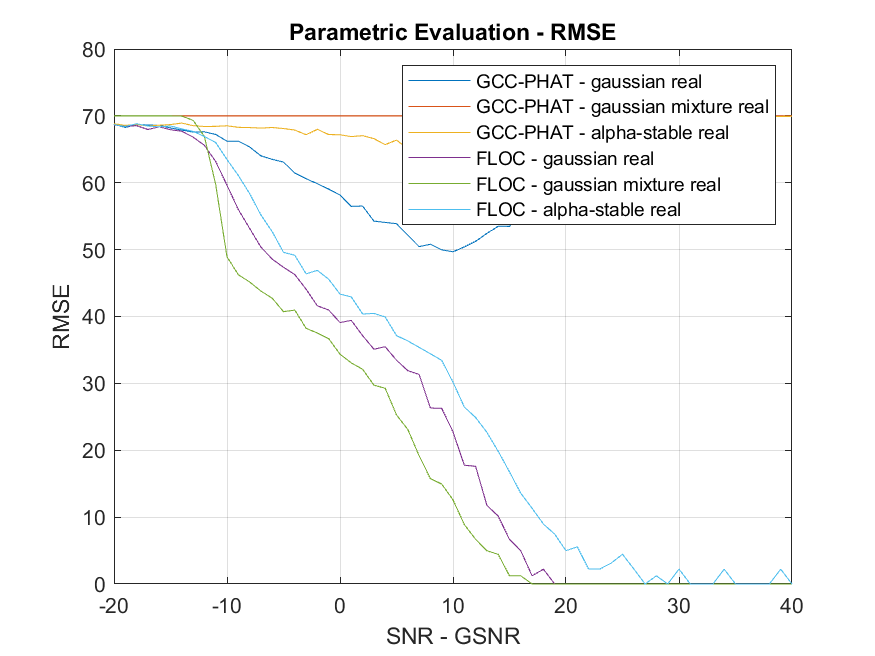 Parametric Evaluation - RMSE
80
70
60
50
40
30
20
10
0
RMSE
GCC-PHAT - gaussian real
GCC-PHAT - gaussian mixture real
GCC-PHAT - alpha-stable real
FLOC - gaussian real
FLOC - gaussian mixture real
FLOC - alpha-stable real
-20 -10 0 10 20 30 40
SNR - GSNR